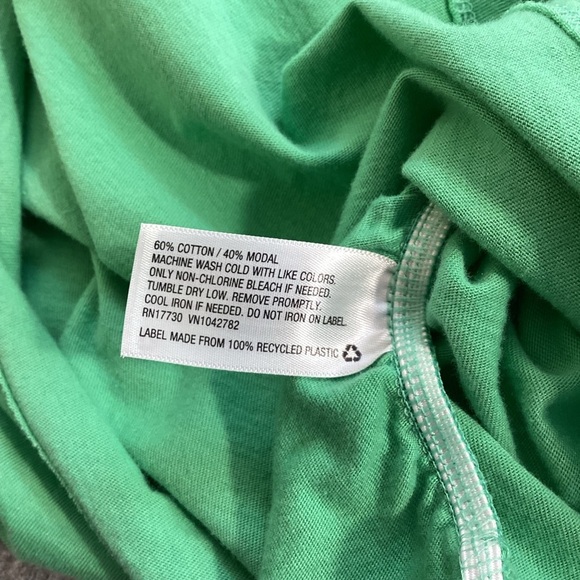 60% COTTON / 40% MODAL
MACHINE WASH COLD WITH LIKE COLORS.
ONLY NON-CHLORINE BLEACH IF NEEDED.
TUMBLE DRY LOW. REMOVE PROMPTLY.
COOL IRON IF NEEDED. DO NOT IRON ON LABEL.
RN17730 VN1042782
LABEL MADE FROM 100% RECYCLED PLASTIC